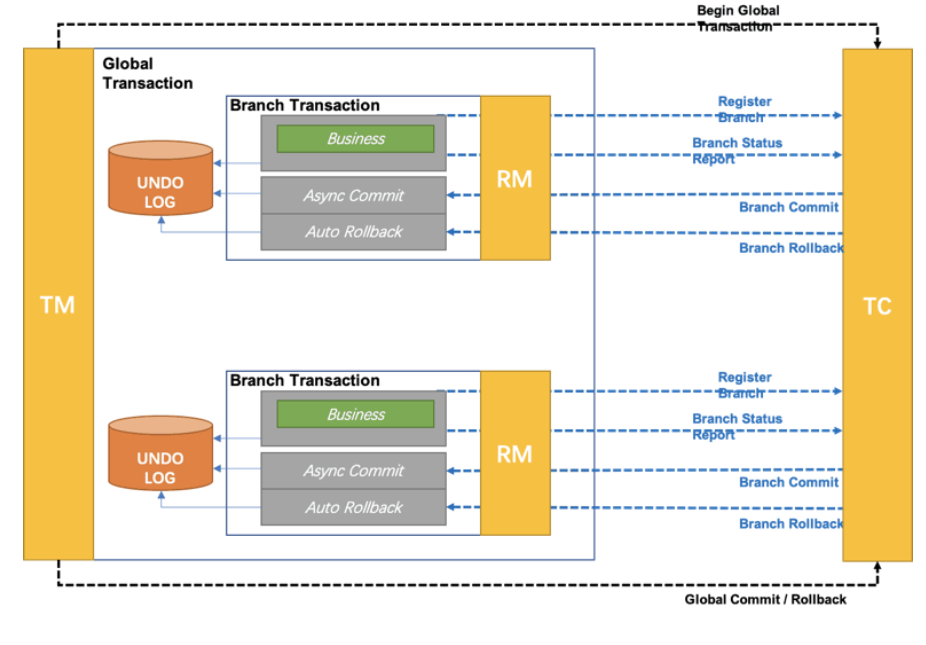 Begin Global
Transaction
Global
Transaction
Branch Transaction
Register
Branch
Business
Branch Status
Report
UNDO
LOG
RM
Async Commit
Branch Commit
Auto Rollback
Branch Rollback
TM
TC
Branch Transaction
Register
Branch
Business
Branch Status
Report
UNDO
LOG
RM
Async Commit
Branch Commit
Auto Rollback
Branch Rollback
Global Commit / Rollback